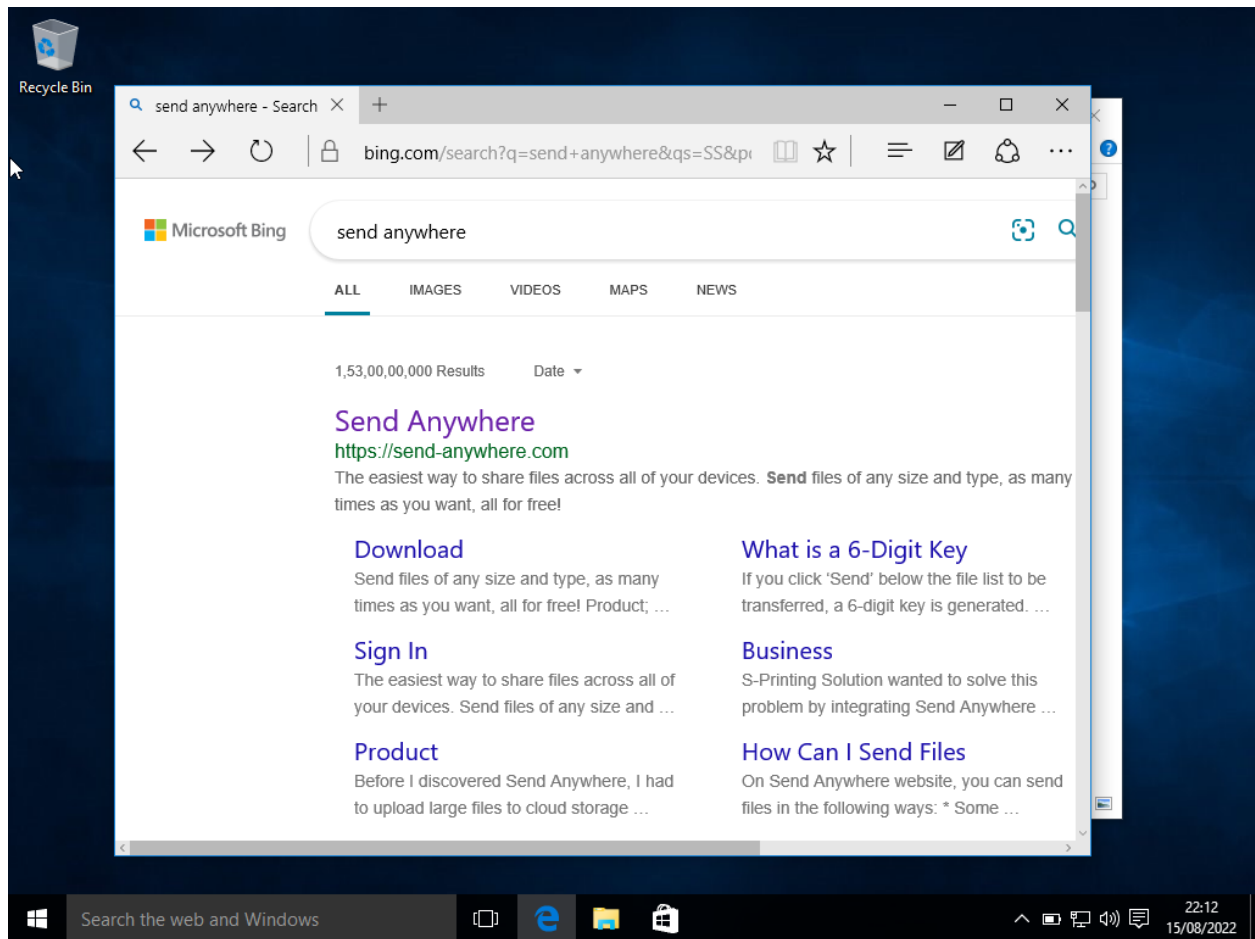 Recycle Bin
send anywhere - Search
bing.com/search?q=send+anywhere&qs=SS&p
Microsoft Bing
send anywhere
ALL IMAGES VIDEOS MAPS NEWS
1,53,00,00,000 Results Date
Send Anywhere
https://send-anywhere.com
The easiest way to share files across all of your devices. Send files of any size and type, as many
times as you want, all for free!
Download
Send files of any size and type, as many
times as you want, all for free! Product; ...
What is a 6-Digit Key
If you click ‘Send’ below the file list to be
transferred, a 6-digit key is generated. ...
Sign In
The easiest way to share files across all of
your devices. Send files of any size and ...
Business
S-Printing Solution wanted to solve this
problem by integrating Send Anywhere ...
Product
Before I discovered Send Anywhere, I had
to upload large files to cloud storage ...
How Can I Send Files
On Send Anywhere website, you can send
files in the following ways: * Some ...
Search the web and Windows
22:12
15/08/2022